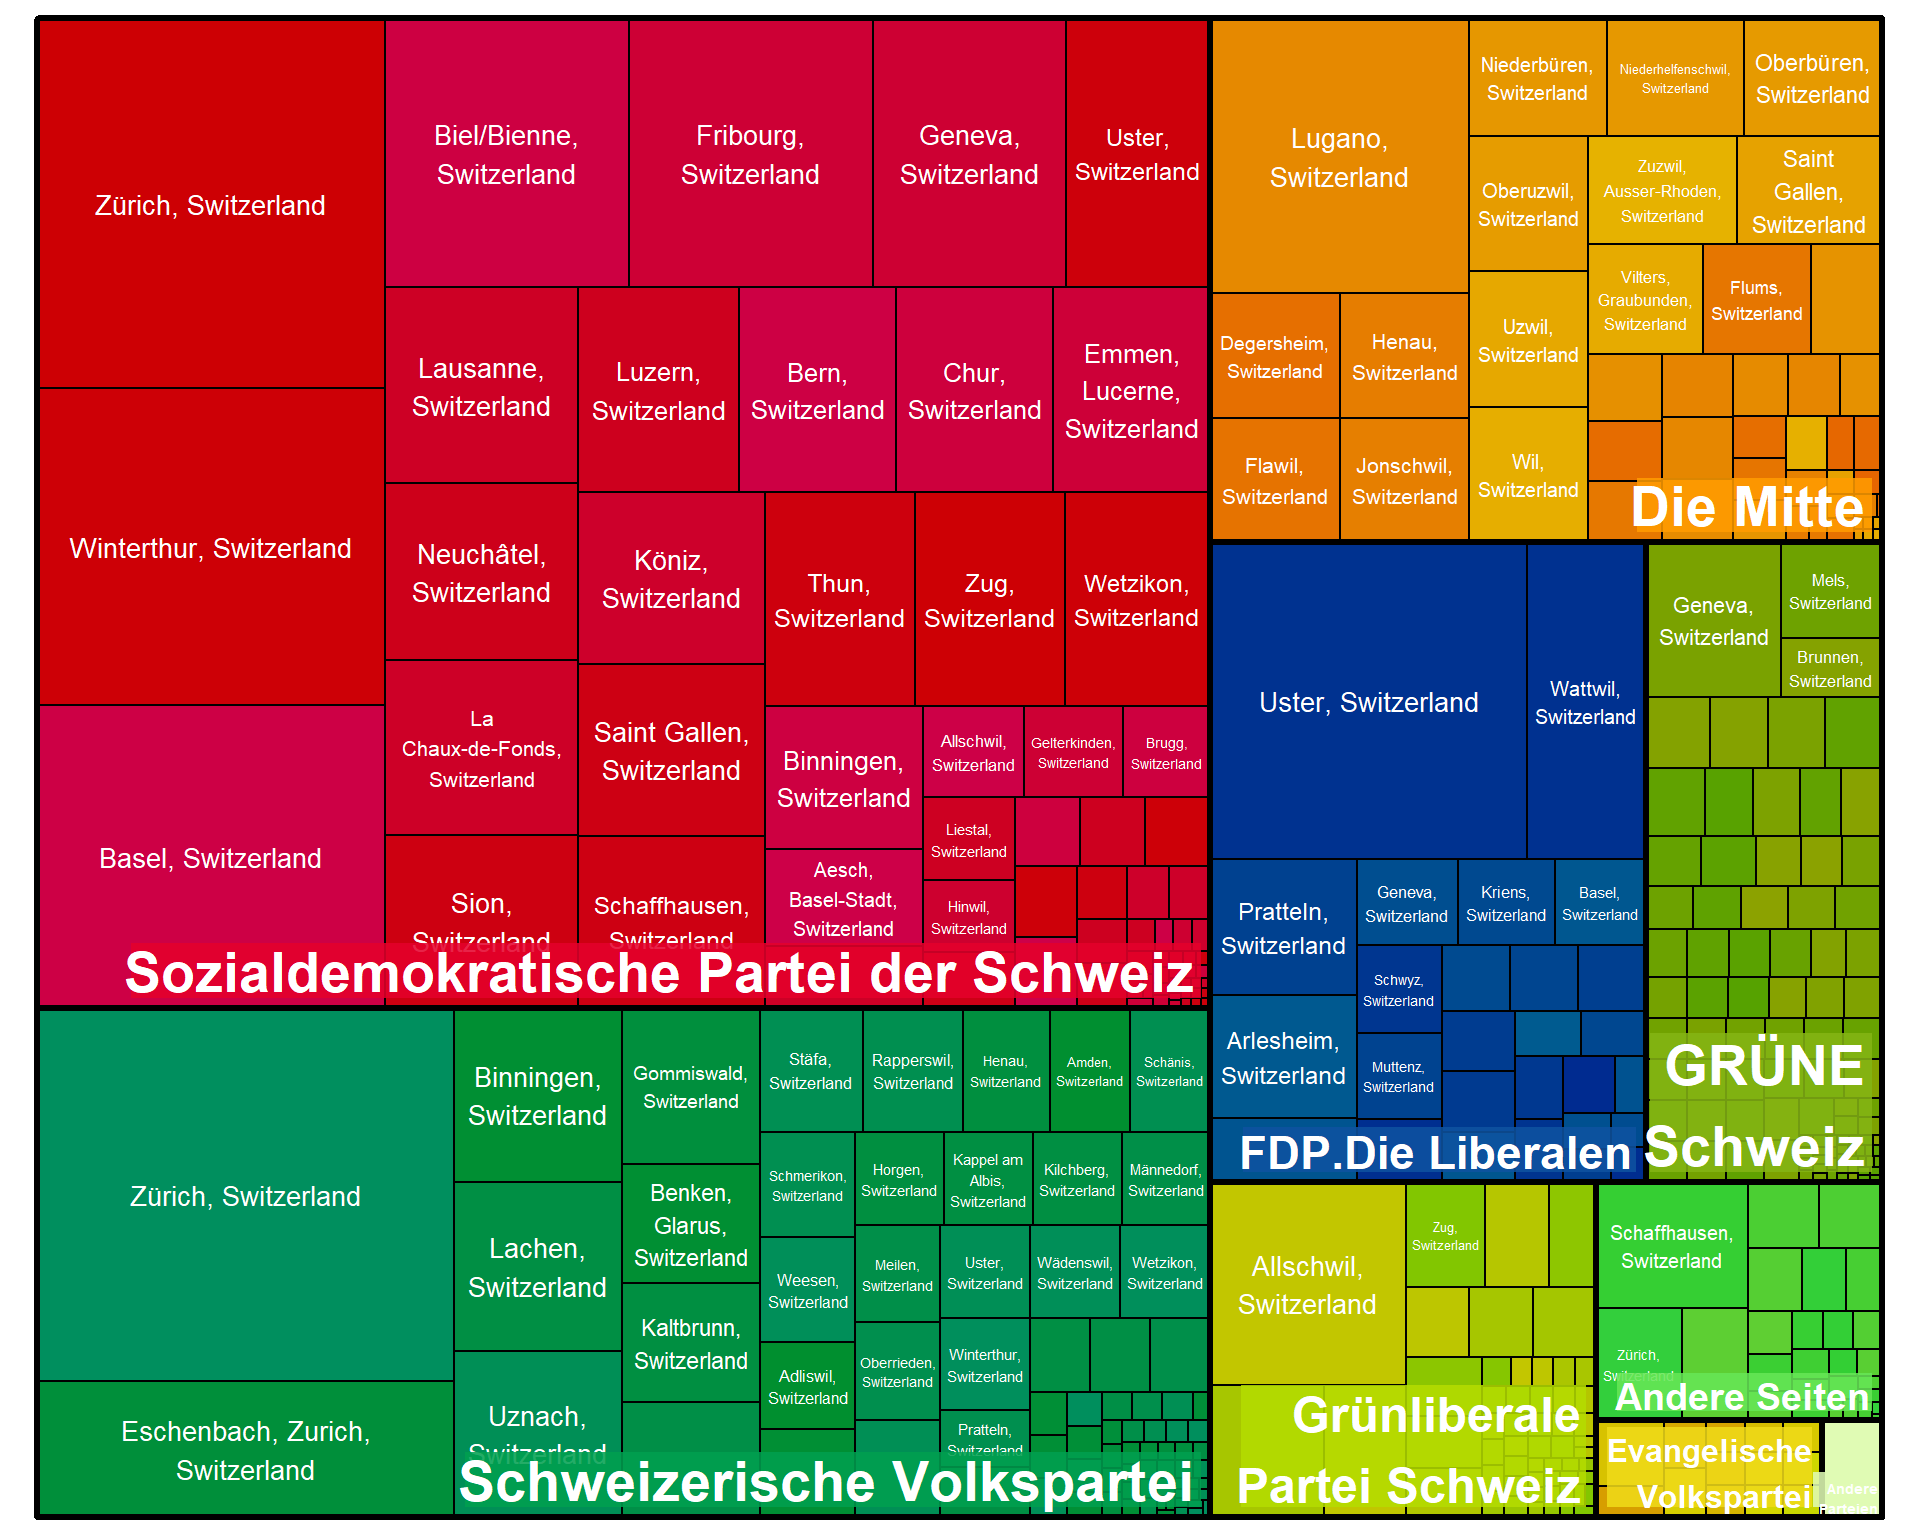 Zürich, Switzerland
Winterthur, Switzerland
Basel, Switzerland
Biel/Bienne,
Switzerland
Fribourg,
Switzerland
Geneva,
Switzerland
Uster,
Switzerland
Lausanne,
Switzerland
Luzern,
Switzerland
Bern,
Switzerland
Chur,
Switzerland
Emmen,
Lucerne,
Switzerland
Neuchâtel,
Switzerland
Köniz,
Switzerland
Thun,
Switzerland
Zug,
Switzerland
Wetzikon,
Switzerland
La
Chaux-de-Fonds,
Switzerland
Saint Gallen,
Switzerland
Binningen,
Switzerland
Allschwil,
Switzerland
Gelterkinden,
Switzerland
Brugg,
Switzerland
Liestal,
Switzerland
Hinwil,
Switzerland
Aesch,
Basel-Stadt,
Switzerland
Sion,
Switzerland
Schaffhausen,
Switzerland
Sozialdemokratische Partei der Schweiz
Zürich, Switzerland
Eschenbach, Zurich,
Switzerland
Binningen,
Switzerland
Lachen,
Switzerland
Uznach,
Switzerland
Gommiswald,
Switzerland
Benken,
Glarus,
Switzerland
Kaltbrunn,
Switzerland
Stäfa,
Switzerland
Rapperswil,
Switzerland
Henau,
Switzerland
Amden,
Switzerland
Schänis,
Switzerland
Schmerikon,
Switzerland
Horgen,
Switzerland
Kappel am
Albis,
Switzerland
Kilchberg,
Switzerland
Männedorf,
Switzerland
Weesen,
Switzerland
Meilen,
Switzerland
Uster,
Switzerland
Wädenswil,
Switzerland
Wetzikon,
Switzerland
Adliswil,
Switzerland
Oberrieden,
Switzerland
Winterthur,
Switzerland
Pratteln,
Switzerland
Schweizerische Volkspartei
Lugano,
Switzerland
Niederbüren,
Switzerland
Niederhelfenschwil,
Switzerland
Oberbüren,
Switzerland
Oberuzwil,
Switzerland
Zuzwil,
Ausser-Rhoden,
Switzerland
Saint
Gallen,
Switzerland
Vilters,
Graubunden,
Switzerland
Flums,
Switzerland
Degersheim,
Switzerland
Henau,
Switzerland
Uzwil,
Switzerland
Flawil,
Switzerland
Jonschwil,
Switzerland
Wil,
Switzerland
Die Mitte
Uster, Switzerland
Wattwil,
Switzerland
Pratteln,
Switzerland
Geneva,
Switzerland
Kriens,
Switzerland
Basel,
Switzerland
Schwyz,
Switzerland
Arlesheim,
Switzerland
Muttenz,
Switzerland
FDP.Die Liberalen
Geneva,
Switzerland
Mels,
Switzerland
Brunnen,
Switzerland
GRÜNE
Schweiz
Allschwil,
Switzerland
Zug,
Switzerland
Grünliberale
Partei Schweiz
Schaffhausen,
Switzerland
Zürich,
Switzerland
Andere Seiten
Evangelische
Volkspartei
Andere
Parteien